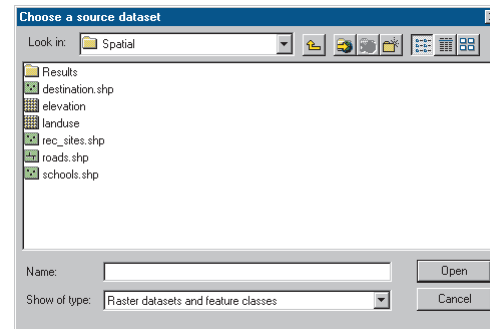 Choose a source dataset
Look in: Spatial
Results
destination.shp
elevation
landuse
rec_sites.shp
roads.shp
schools.shp
Name: Open
Show of type: Raster datasets and feature classes Cancel